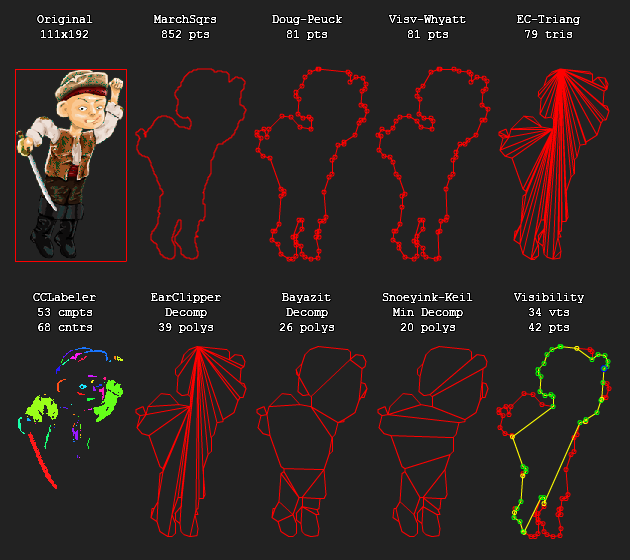 Original
111x192
MarchSqrs
852 pts
Doug-Peuck
81 pts
Visv-Whyatt
81 pts
EC-Triang
79 tris
CCLabeler
53 cmpts
68 cntrs
EarClipper
Decomp
39 polys
Bayazit
Decomp
26 polys
Snoeyink-Keil
Min Decomp
20 polys
Visibility
34 vts
42 pts